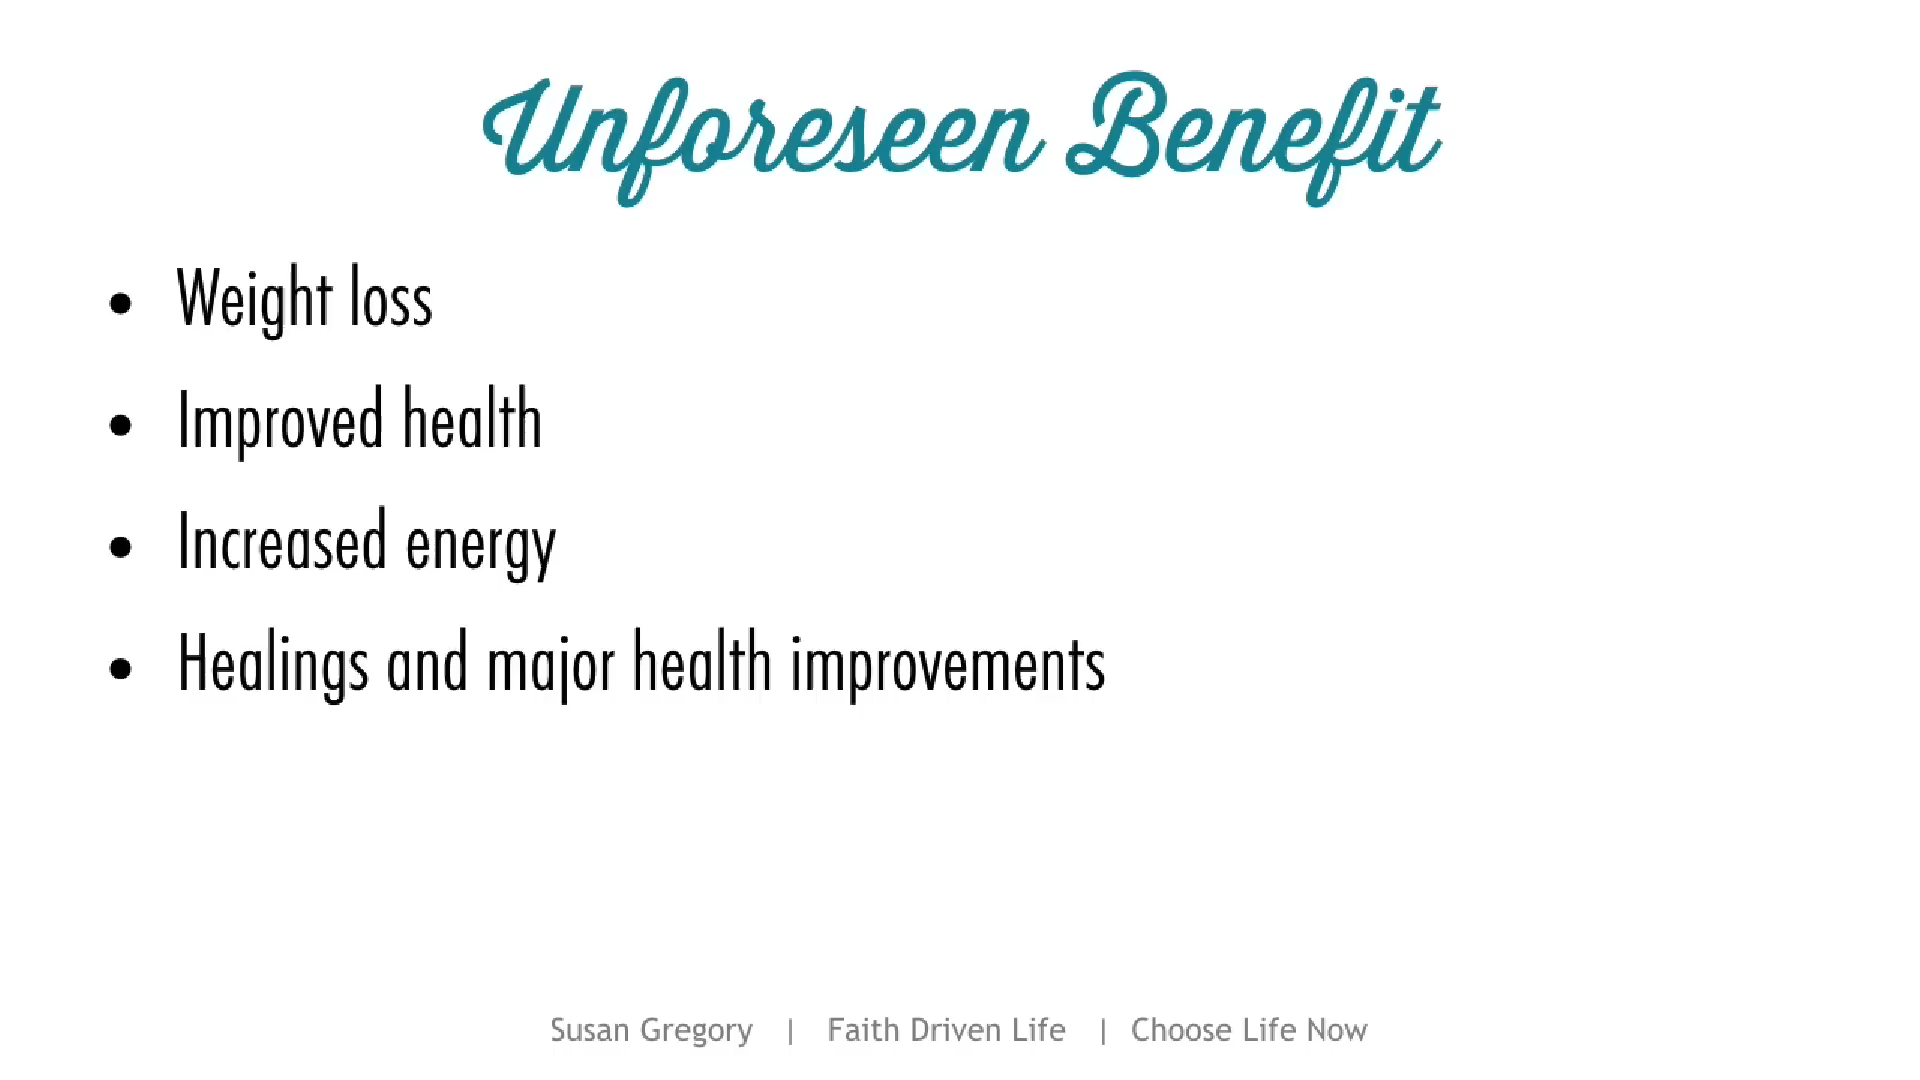 Unforeseen Benefit
• Weight loss
• Improved health
• Increased energy
• Healings and major health improvements
Susan Gregory | Faith Driven Life | Choose Life Now